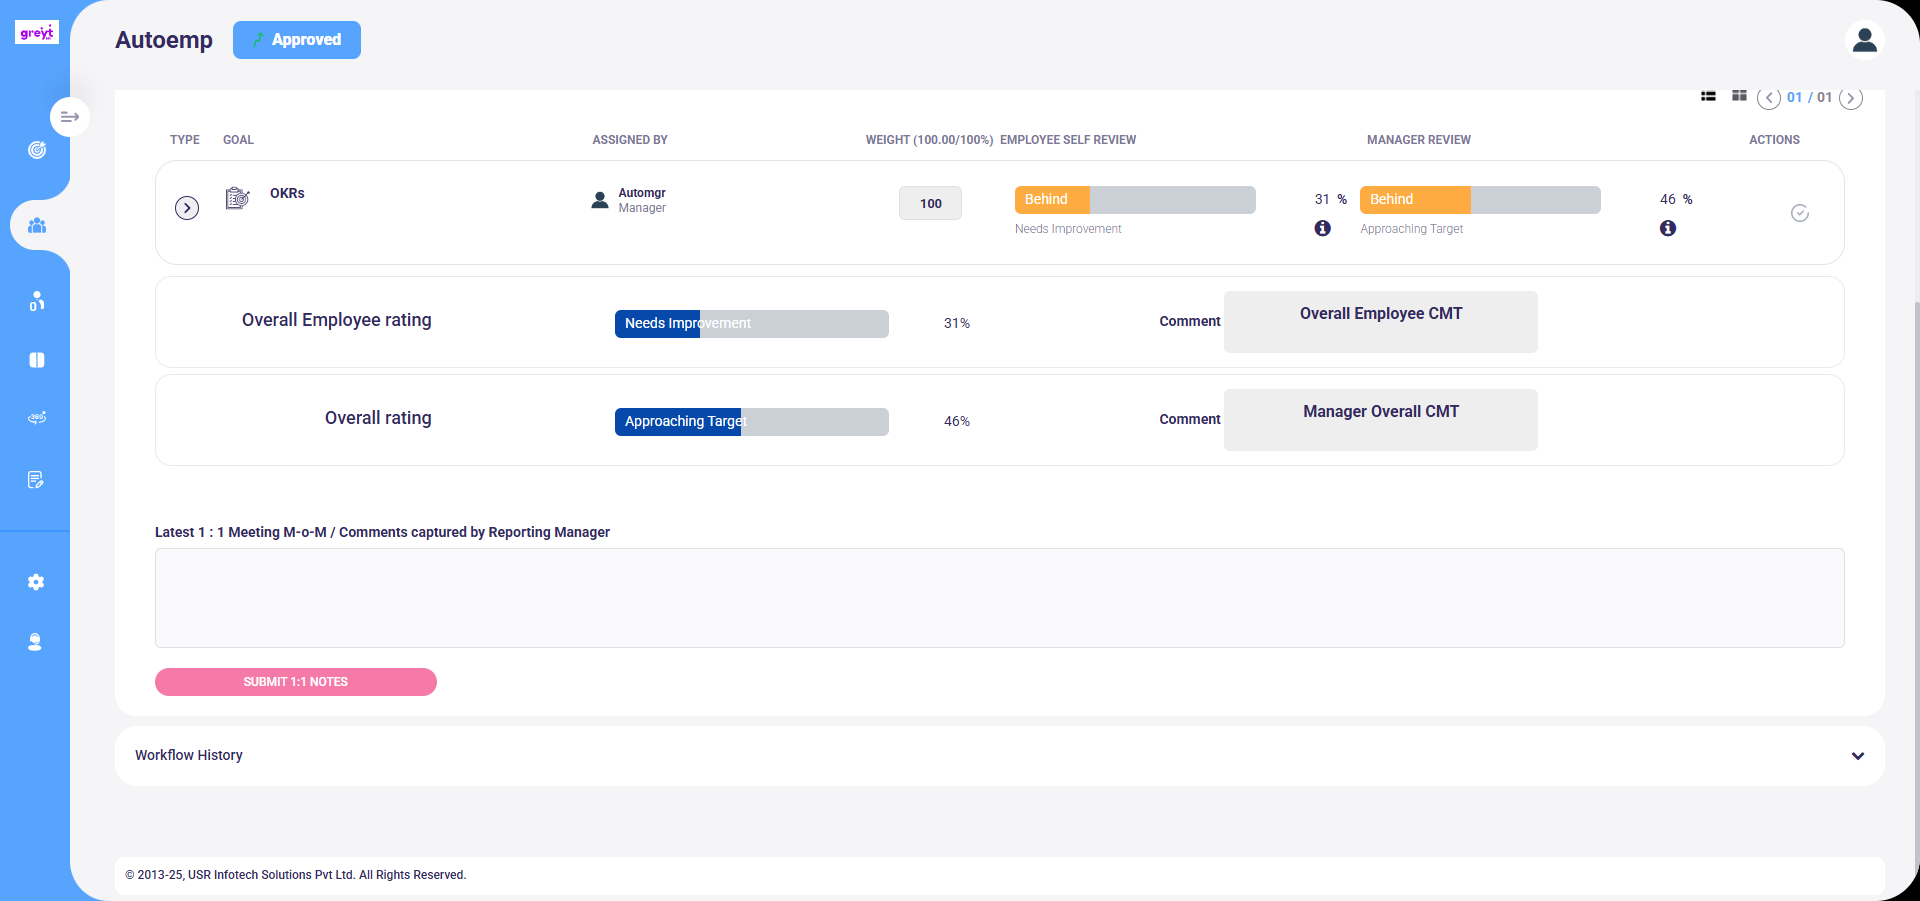 greyt
Autoemp
Approved
01 / 01
TYPE GOAL ASSIGNED BY WEIGHT (100.00/100%) EMPLOYEE SELF REVIEW MANAGER REVIEW ACTIONS
OKRs
Automgr
Manager
100
Behind
31 %
Needs Improvement
Behind
46 %
Approaching Target
Overall Employee rating
Needs Improvement
31%
Comment
Overall Employee CMT
Overall rating
Approaching Target
46%
Comment
Manager Overall CMT
Latest 1 : 1 Meeting M-o-M / Comments captured by Reporting Manager
SUBMIT 1:1 NOTES
Workflow History
© 2013-25, USR Infotech Solutions Pvt Ltd. All Rights Reserved.